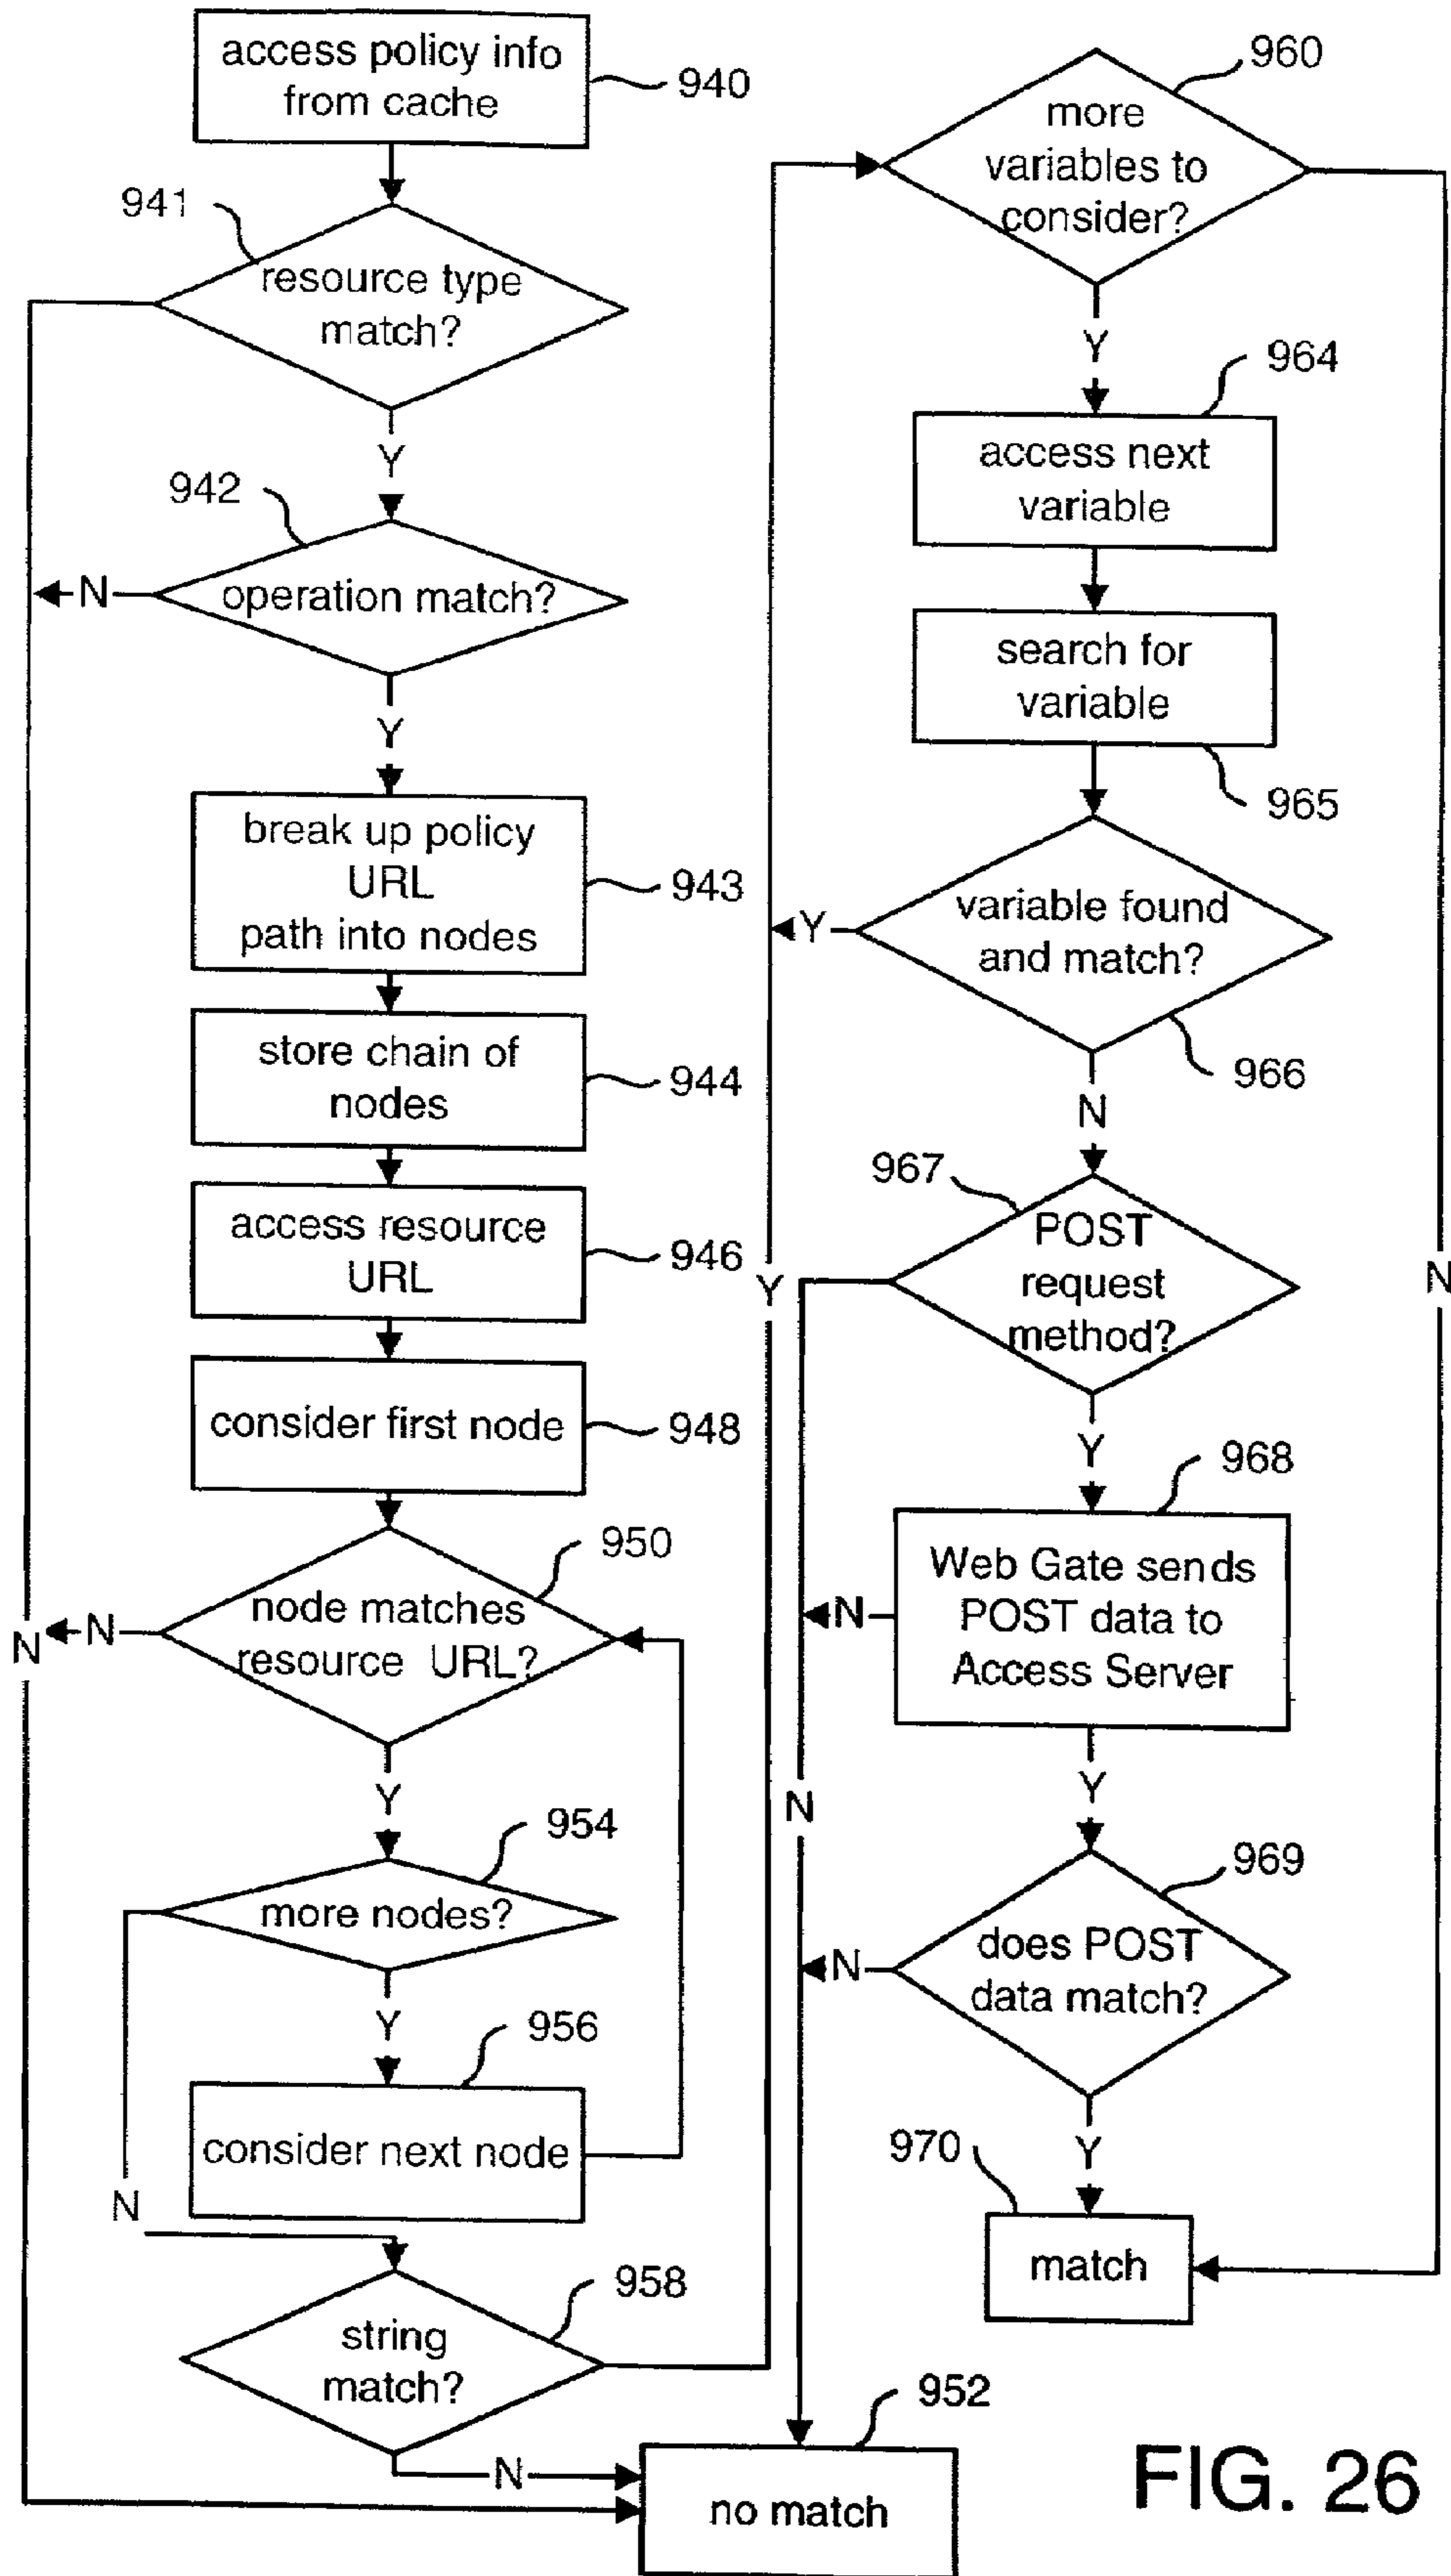 access policy info
from cache
940
941
resource type
match?
Y
942
operation match?
N
Y
break up policy
URL
path into nodes
943
store chain of
nodes
944
access resource
URL
946
consider first node
948
950
node matches
resource URL?
N
N
Y
954
more nodes?
Y
956
consider next node
N
958
string
match?
N
Y
960
more
variables to
consider?
Y
N
964
access next
variable
search for
variable
965
variable found
and match?
Y
966
N
967
POST
request
method?
Y
968
Web Gate sends
POST data to
Access Server
N
Y
N
969
does POST
data match?
N
Y
970
match
952
no match
FIG. 26